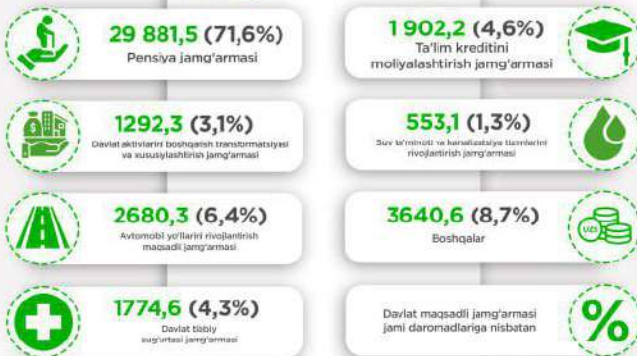 29 881,5 (71,6%)
Pensiya jamg'armasi
1 902,2 (4,6%)
Ta'lim kreditini
moliyalashtirish jamg'armasi
1292,3 (3,1%)
Davlat aktivlarini boshqarish transformatsiyasi
va xususiylashtirish jamg'armasi
553,1 (1,3%)
Suv ta'minoti va kanalizatsiya tizimlarini
rivojlantirish jamg'armasi
2680,3 (6,4%)
Avtomobil yo'llarini rivojlantirish
maqsadli jamg'armasi
3640,6 (8,7%)
Boshqalar
UZS
1774,6 (4,3%)
Davlat tibbiy
sug'urtasi jamg'armasi
Davlat maqsadli jamg'armasi
jami daromadlariga nisbatan
%